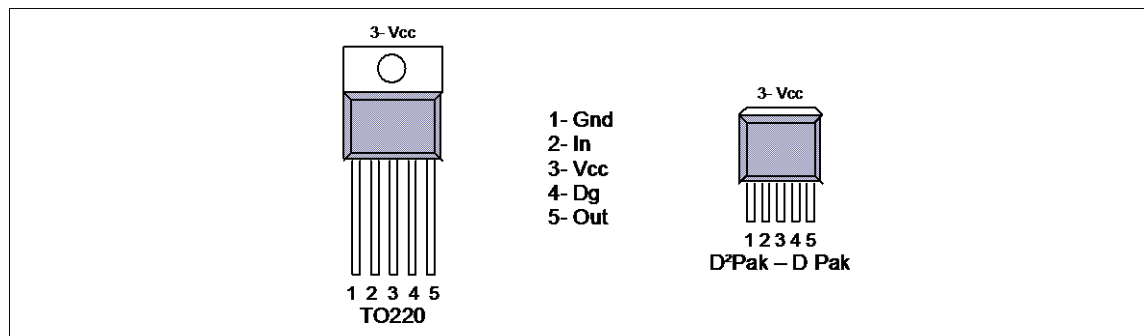 3- Vcc
1 2 3 4 5
TO220
1- Gnd
2- In
3- Vcc
4- Dg
5- Out
3- Vcc
1 2 3 4 5
D²Pak – D Pak